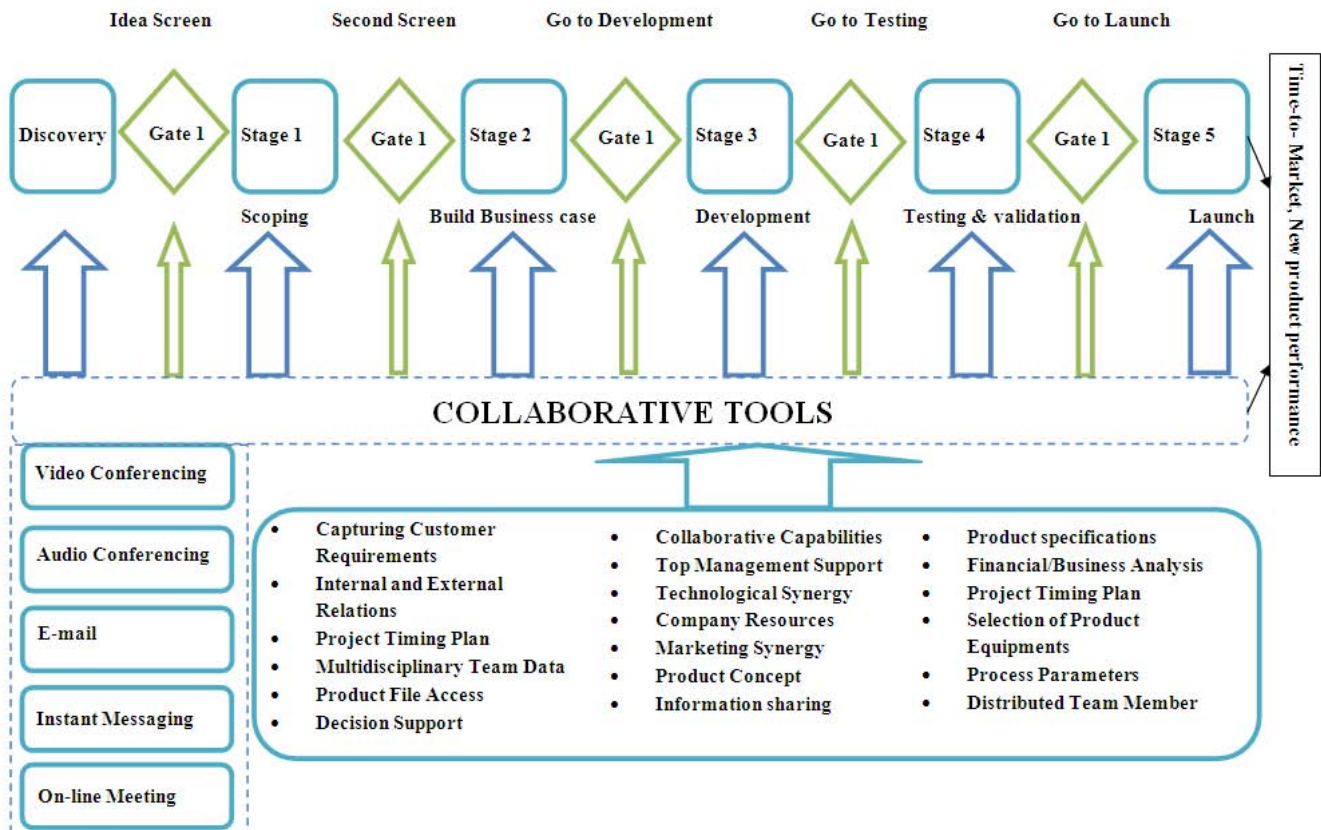 Idea Screen
Second Screen
Go to Development
Go to Testing
Go to Launch
Discovery
Gate 1
Stage 1
Gate 1
Stage 2
Gate 1
Stage 3
Gate 1
Stage 4
Gate 1
Stage 5
Scoping
Build Business case
Development
Testing & validation
Launch
Time-to- Market, New product performance
COLLABORATIVE TOOLS
Video Conferencing
Audio Conferencing
E-mail
Instant Messaging
On-line Meeting
• Capturing Customer
Requirements
• Internal and External
Relations
• Project Timing Plan
• Multidisciplinary Team Data
• Product File Access
• Decision Support
• Collaborative Capabilities
• Top Management Support
• Technological Synergy
• Company Resources
• Marketing Synergy
• Product Concept
• Information sharing
• Product specifications
• Financial/Business Analysis
• Project Timing Plan
• Selection of Product
Equipments
• Process Parameters
• Distributed Team Member